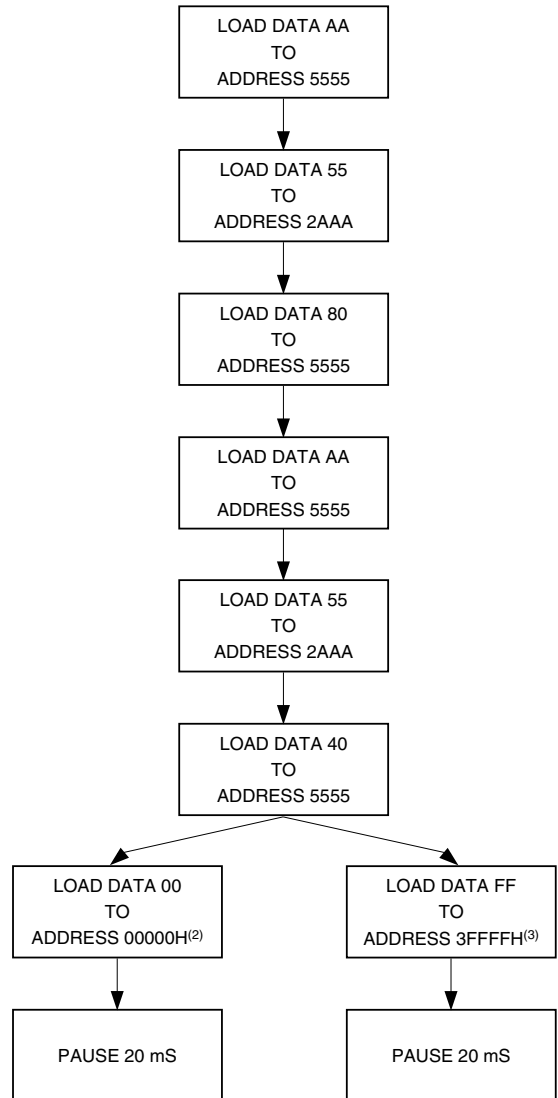 LOAD DATA AA
TO
ADDRESS 5555
LOAD DATA 55
TO
ADDRESS 2AAA
LOAD DATA 80
TO
ADDRESS 5555
LOAD DATA AA
TO
ADDRESS 5555
LOAD DATA 55
TO
ADDRESS 2AAA
LOAD DATA 40
TO
ADDRESS 5555
LOAD DATA 00
TO
ADDRESS 00000H(2)
LOAD DATA FF
TO
ADDRESS 3FFFFH(3)
PAUSE 20 mS
PAUSE 20 mS